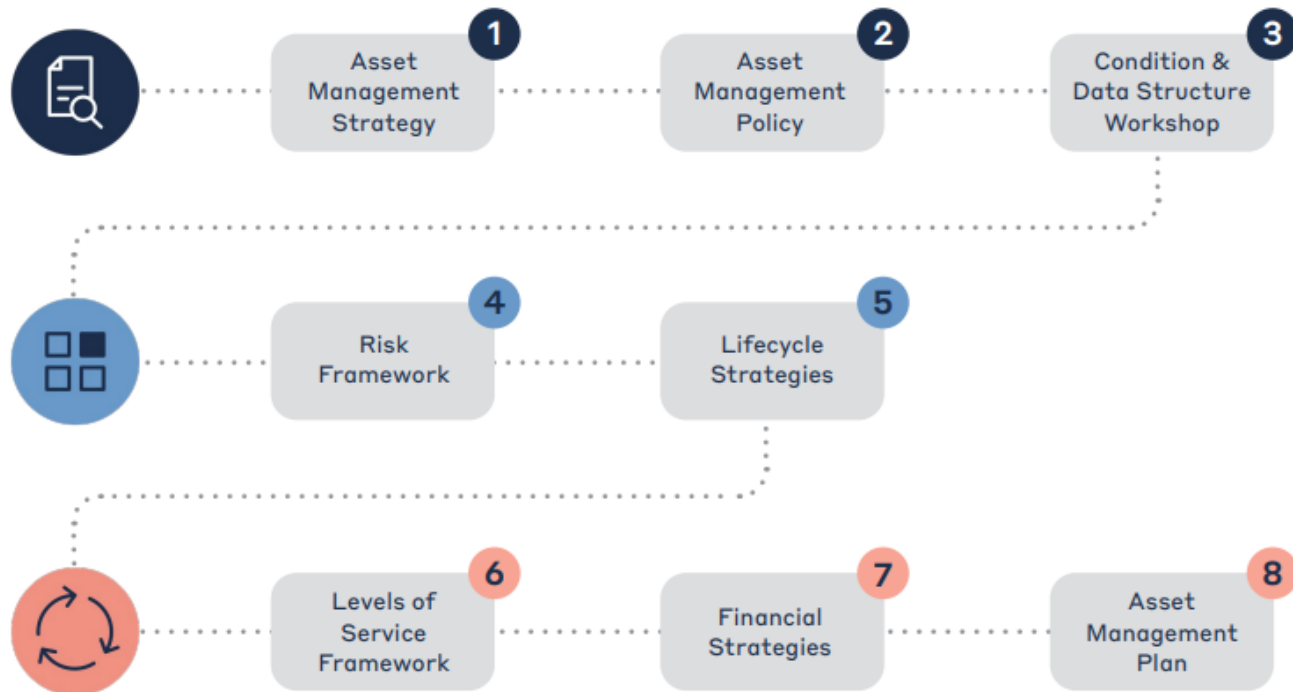 1
Asset
Management
Strategy
2
Asset
Management
Policy
3
Condition &
Data Structure
Workshop
4
Risk
Framework
5
Lifecycle
Strategies
6
Levels of
Service
Framework
7
Financial
Strategies
8
Asset
Management
Plan